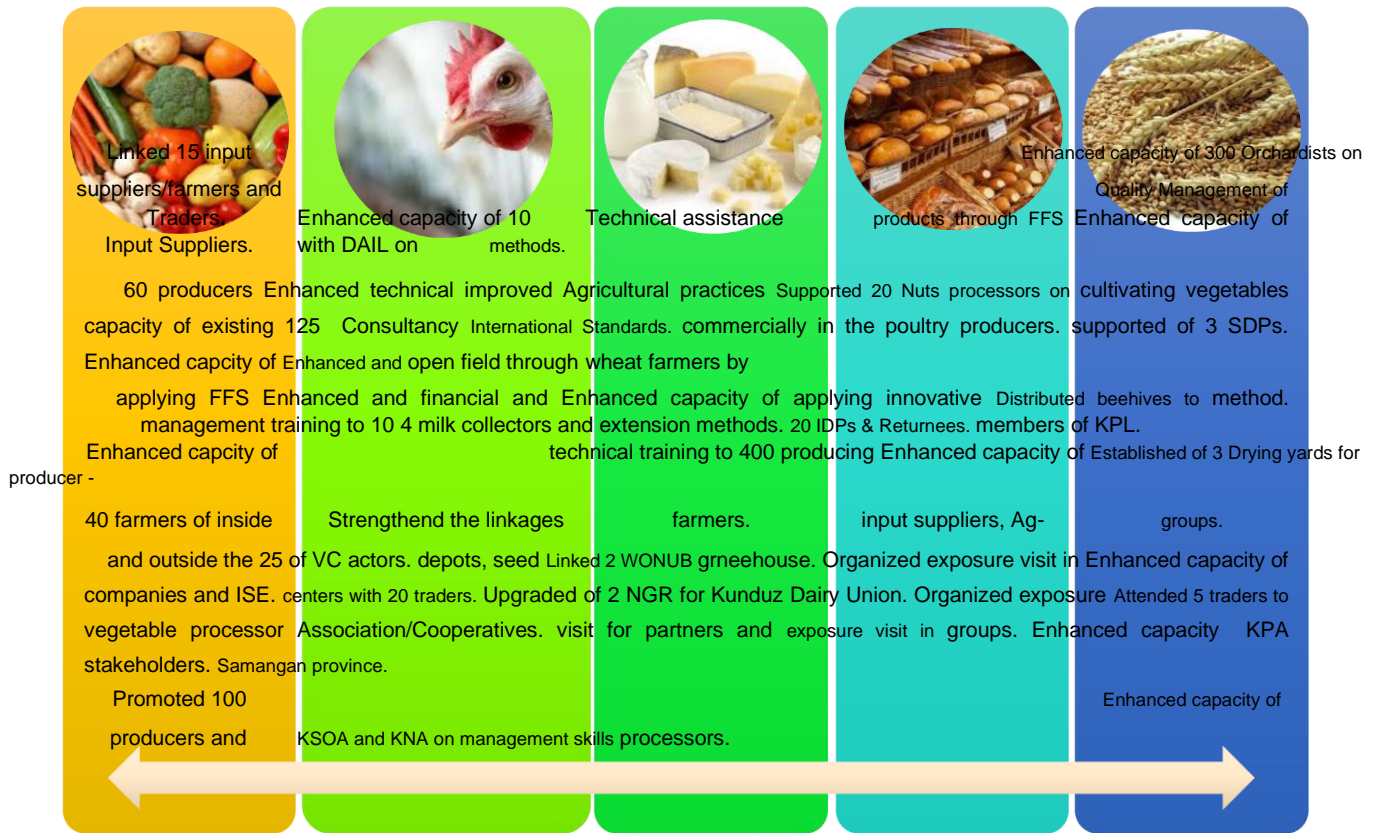 Linked 15 input Enhanced capacity of 300 Orchardists on
suppliers/farmers and Quality Management of
Traders. Enhanced capacity of 10 Technical assistance products through FFS Enhanced capacity of
Input Suppliers. with DAIL on methods.
60 producers Enhanced technical improved Agricultural practices Supported 20 Nuts processors on cultivating vegetables
capacity of existing 125 Consultancy International Standards. commercially in the poultry producers. supported of 3 SDPs.
Enhanced capcity of Enhanced and open field through wheat farmers by
applying FFS Enhanced and financial and Enhanced capacity of applying innovative Distributed beehives to method.
management training to 10 4 milk collectors and extension methods. 20 IDPs & Returnees. members of KPL.
Enhanced capcity of technical training to 400 producing Enhanced capacity of Established of 3 Drying yards for
producer -
40 farmers of inside Strengthend the linkages farmers. input suppliers, Ag- groups.
and outside the 25 of VC actors. depots, seed Linked 2 WONUB grneehouse. Organized exposure visit in Enhanced capacity of
companies and ISE. centers with 20 traders. Upgraded of 2 NGR for Kunduz Dairy Union. Organized exposure Attended 5 traders to
vegetable processor Association/Cooperatives. visit for partners and exposure visit in groups. Enhanced capacity KPA
stakeholders. Samangan province.
Promoted 100 Enhanced capacity of
producers and KSOA and KNA on management skills processors.